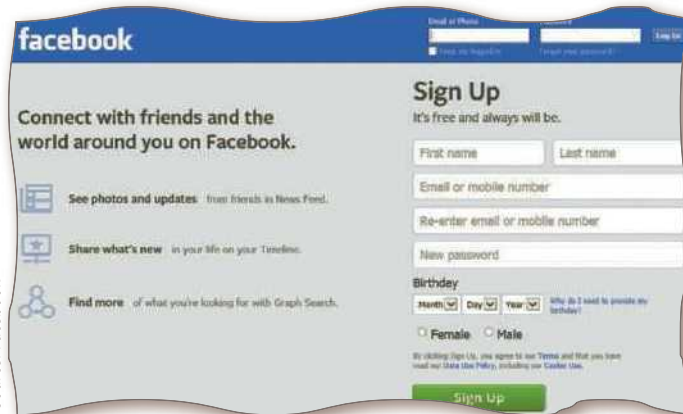 Email or Phone
Password
facebook
Keep me logged in
Forgot your password?
Log In
Connect with friends and the
world around you on Facebook.
See photos and updates from friends in News Feed.
Share what's new in your life on your Timeline.
Find more of what you're looking for with Graph Search.
Sign Up
It's free and always will be.
First name
Last name
Email or mobile number
Re-enter email or mobile number
New password
Birthday
Month
Day
Year
Why do I need to provide my
birthday?
Female
Male
By clicking Sign Up, you agree to our Terms and that you have
read our Data Use Policy, including our Cookie Use.
Sign Up